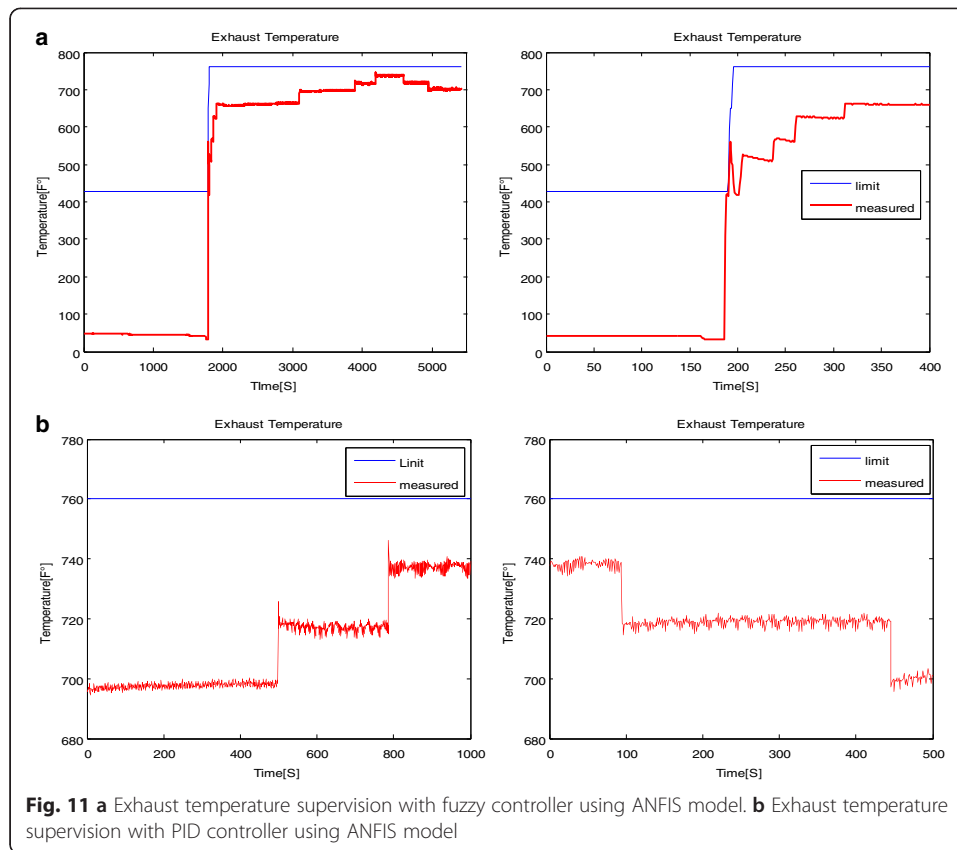 a
Exhaust Temperature
800
700
600
500
400
300
200
100
0
Temperature[F°]
0 1000 2000 3000 4000 5000
TIme[S]
Exhaust Temperature
800
700
600
500
400
300
200
100
0
Tempereture[F°]
limit
measured
0 50 100 150 200 250 300 350 400
Time[S]
b
Exhaust Temperature
780
760
740
720
700
680
Temperature[F°]
Linit
measured
0 200 400 600 800 1000
Time[S]
Exhaust Temperature
780
760
740
720
700
680
Temperature[F°]
limit
measured
0 100 200 300 400 500
Time[S]
Fig. 11 a Exhaust temperature supervision with fuzzy controller using ANFIS model. b Exhaust temperature
supervision with PID controller using ANFIS model